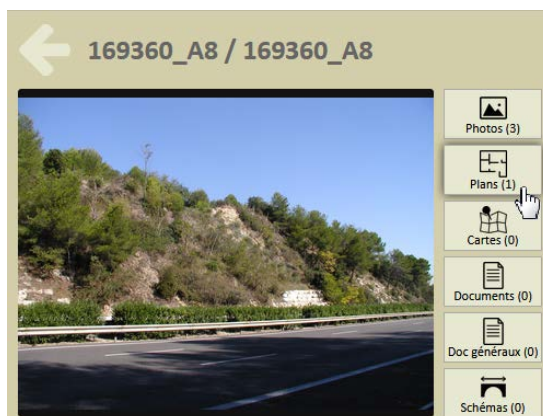 169360_A8 / 169360_A8
Photos (3)
Plans (1)
Cartes (0)
Documents (0)
Doc généraux (0)
Schémas (0)